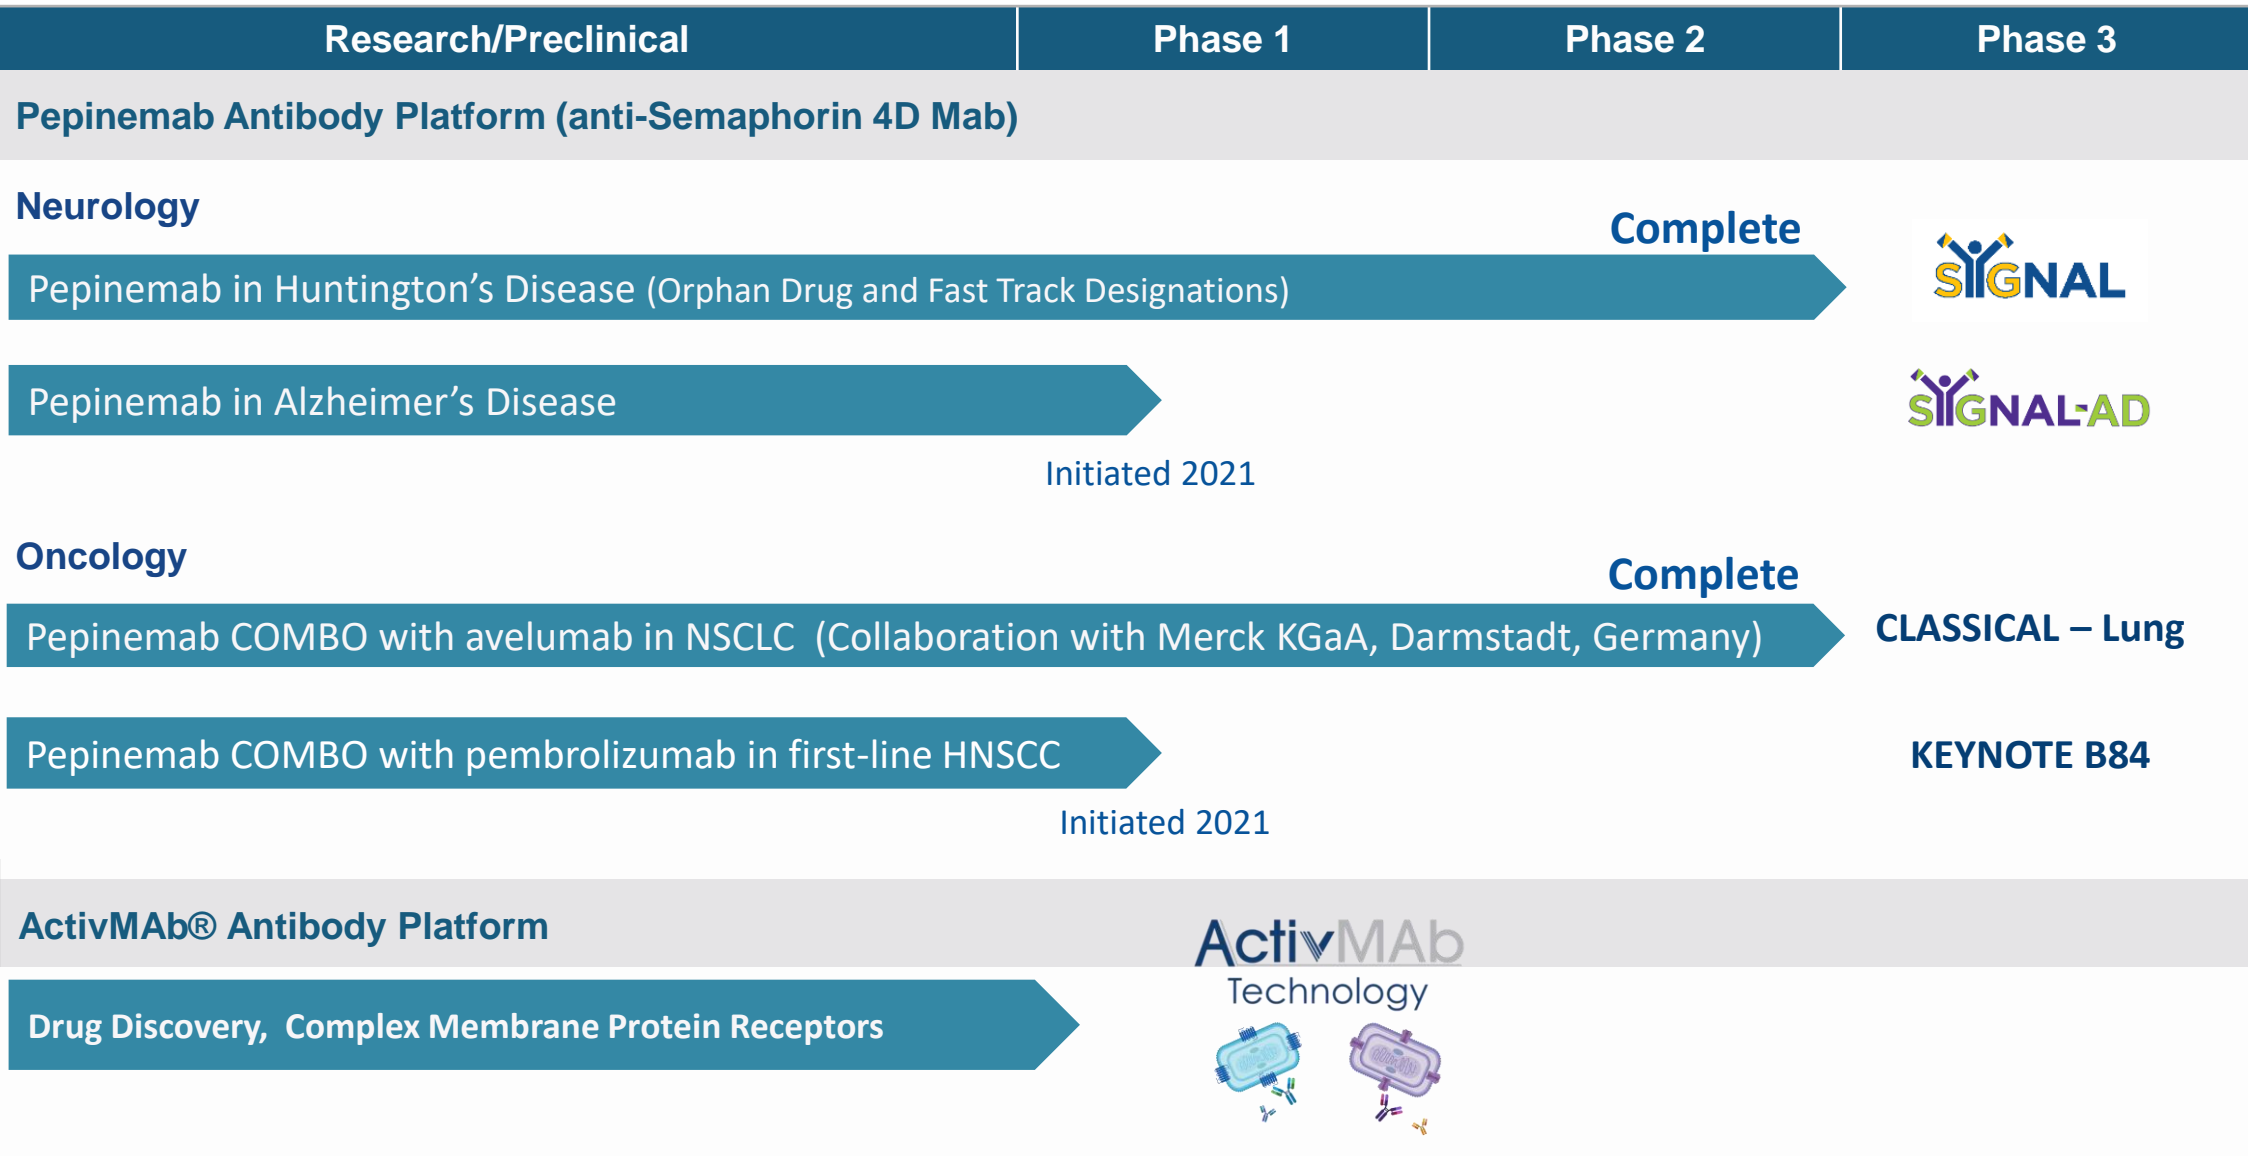 Research/Preclinical Phase 1 Phase 2 Phase 3
Pepinemab Antibody Platform (anti-Semaphorin 4D Mab)
Neurology
Complete
Pepinemab in Huntington’s Disease (Orphan Drug and Fast Track Designations)
SIGNAL
Pepinemab in Alzheimer’s Disease
SIGNAL-AD
Initiated 2021
Oncology
Complete
Pepinemab COMBO with avelumab in NSCLC (Collaboration with Merck KGaA, Darmstadt, Germany)
CLASSICAL – Lung
Pepinemab COMBO with pembrolizumab in first-line HNSCC
KEYNOTE B84
Initiated 2021
ActivMAb® Antibody Platform
ActivMAb
Technology
Drug Discovery, Complex Membrane Protein Receptors